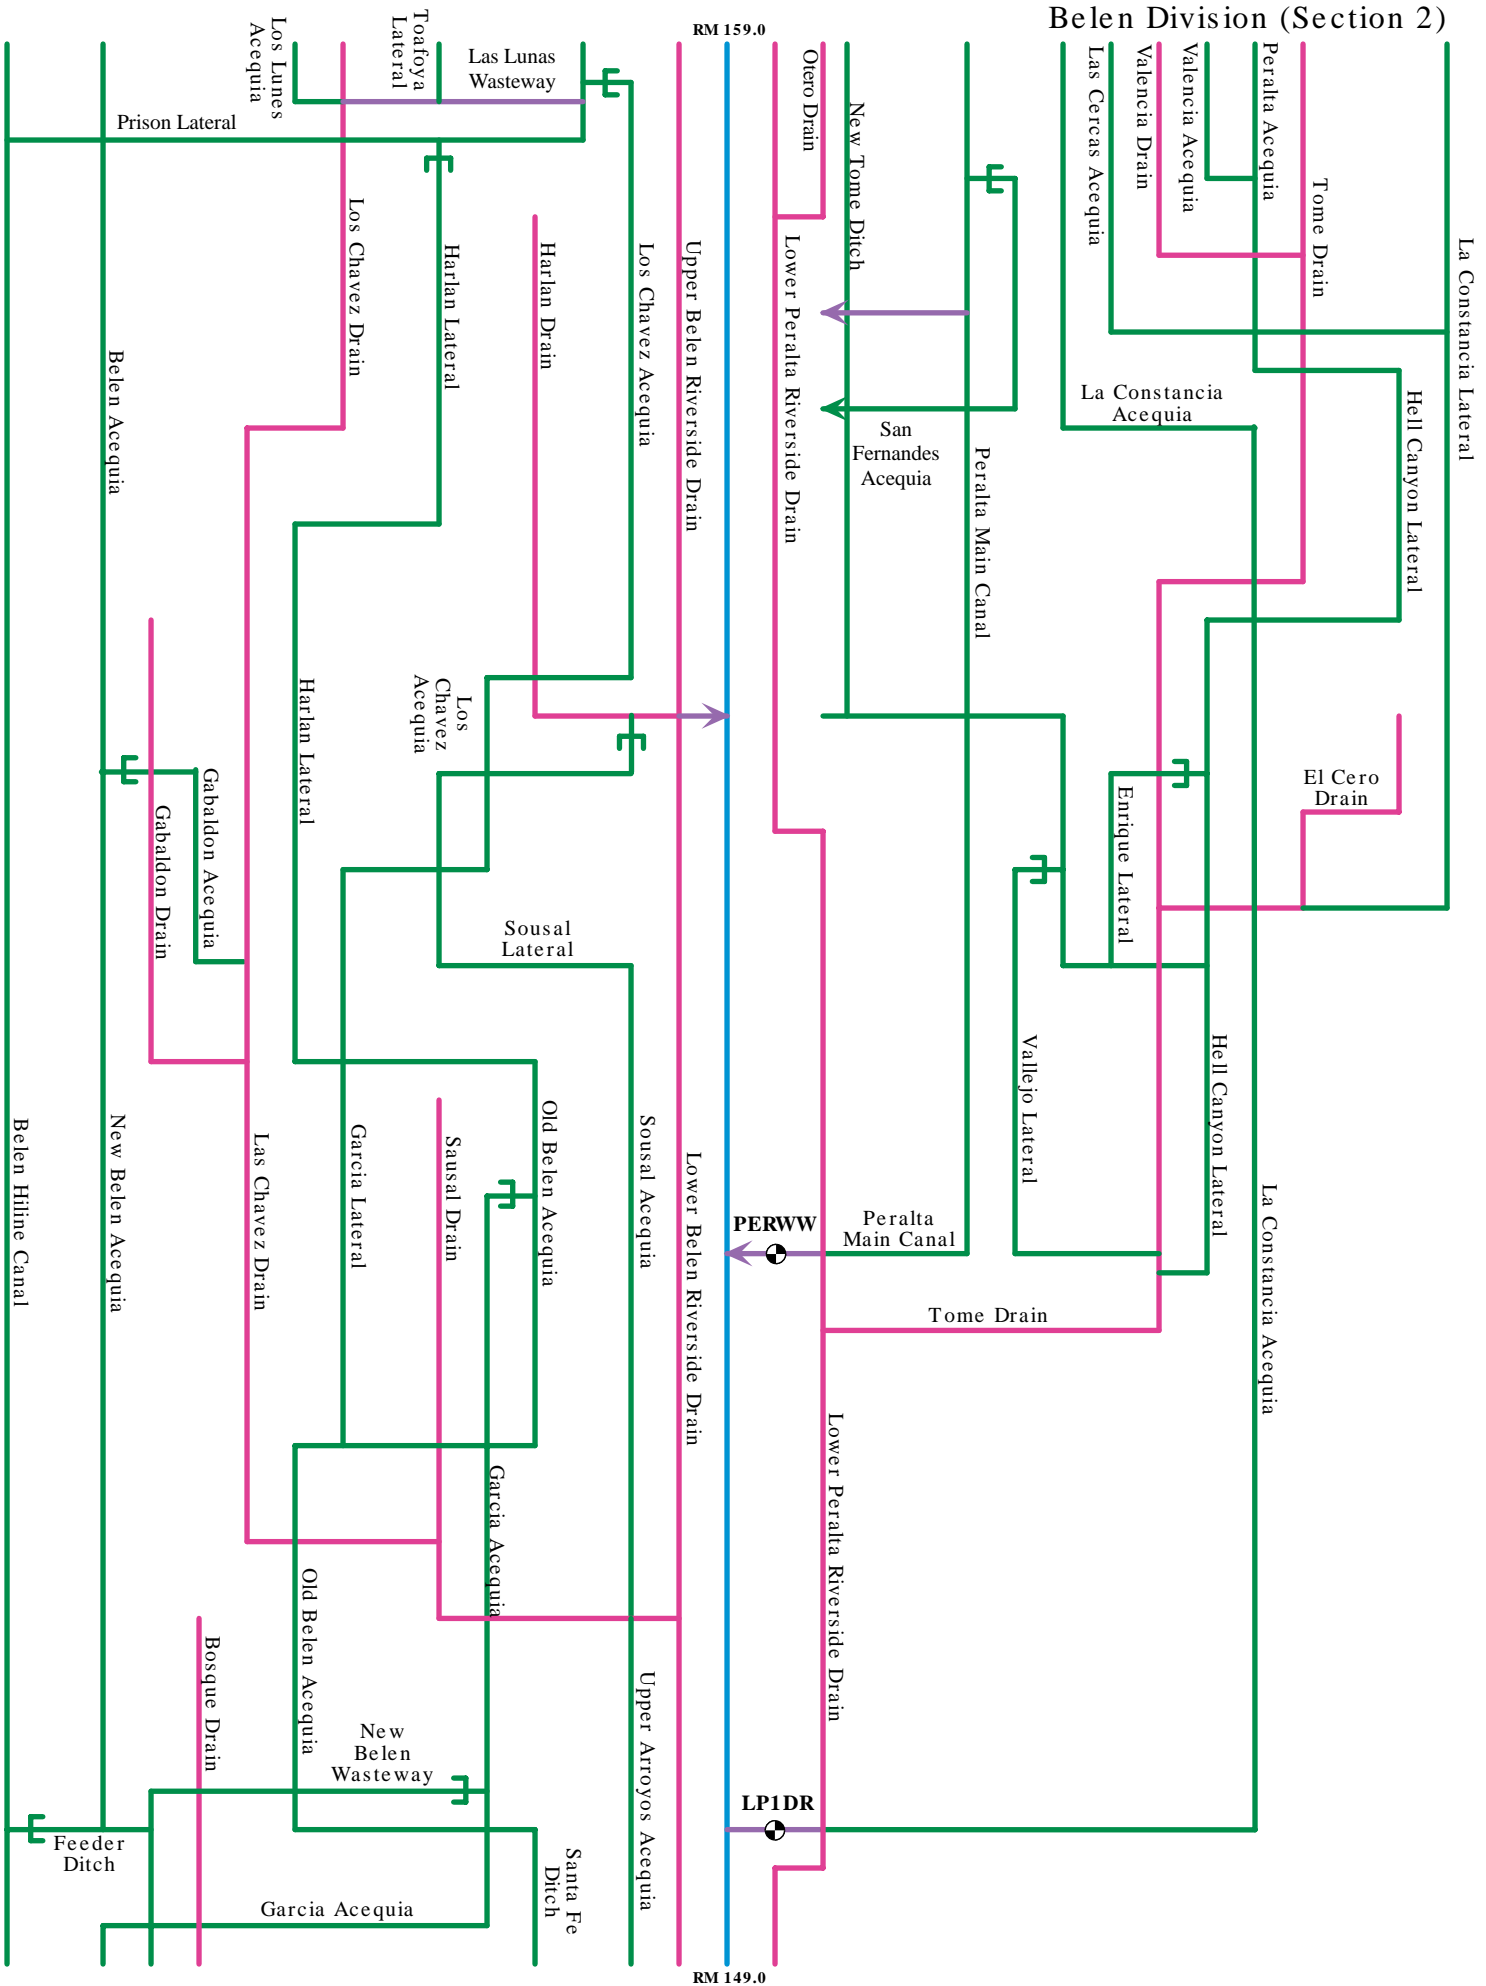 Belen Division (Section 2)
RM 159.0
Los Lunes
Acequia
Toafoya
Lateral
Las Lunas
Wasteway
Prison Lateral
Otero Drain
New Tome Ditch
Las Cercas Acequia
Valencia Drain
Valencia Acequia
Peralta Acequia
Tome Drain
La Constancia Lateral
Los Chavez Drain
Harlan Lateral
Harlan Drain
Los Chavez Acequia
Upper Belen Riverside Drain
Lower Peralta Riverside Drain
Belen Acequia
San
Fernandes
Acequia
Peralta Main Canal
La Constancia
Acequia
Hell Canyon Lateral
Harlan Lateral
Los
Chavez
Acequia
Gabaldon Acequia
Gabaldon Drain
Enrique Lateral
El Cero
Drain
Sousal
Lateral
Vallejo Lateral
Hell Canyon Lateral
Belen Hiline Canal
New Belen Acequia
Las Chavez Drain
Garcia Lateral
Sausal Drain
Old Belen Acequia
Sousal Acequia
Lower Belen Riverside Drain
PERWW
Peralta
Main Canal
La Constancia Acequia
Tome Drain
Lower Peralta Riverside Drain
Garcia Acequia
Old Belen Acequia
Bosque Drain
New
Belen
Wasteway
Upper Arroyos Acequia
LP1DR
Feeder
Ditch
Santa Fe
Ditch
Garcia Acequia
RM 149.0